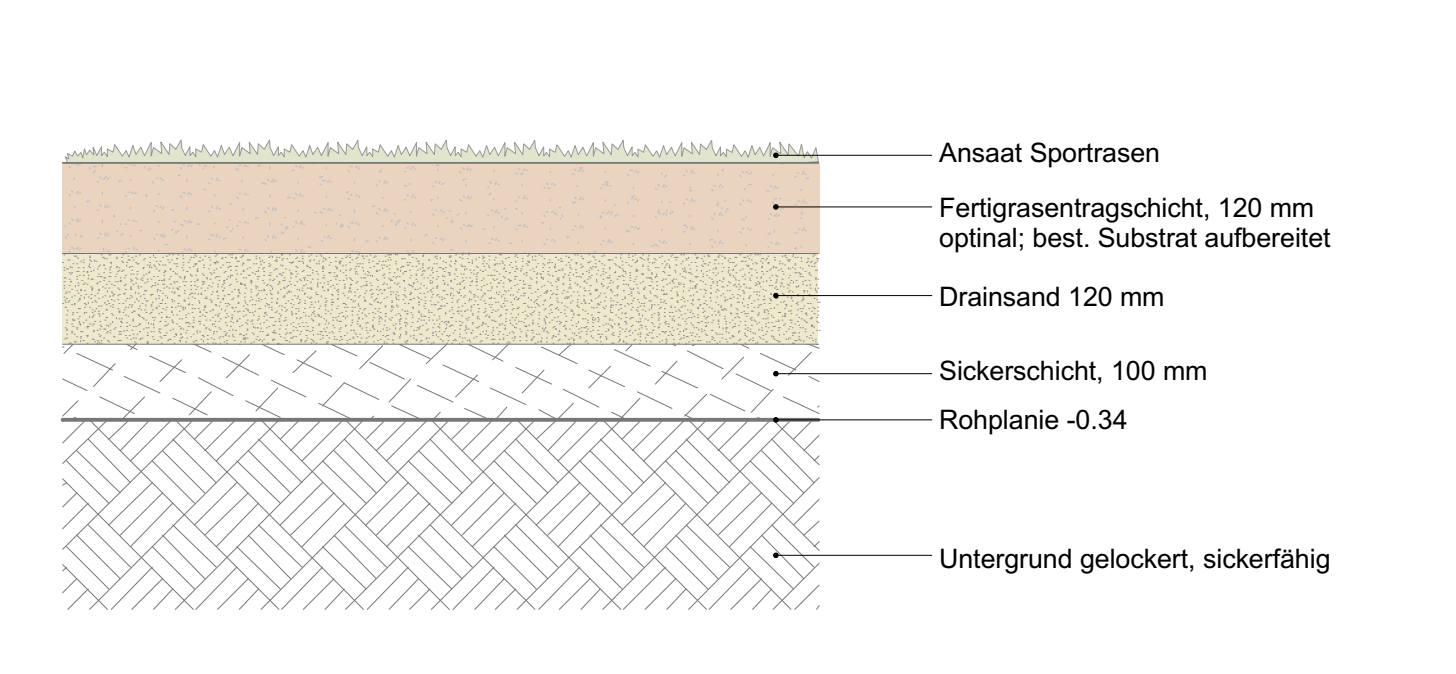 Ansaat Sportrasen
Fertigrasentragschicht, 120 mm
optinal; best. Substrat aufbereitet
Drainsand 120 mm
Sickerschicht, 100 mm
Rohplanie -0.34
Untergrund gelockert, sickerfähig